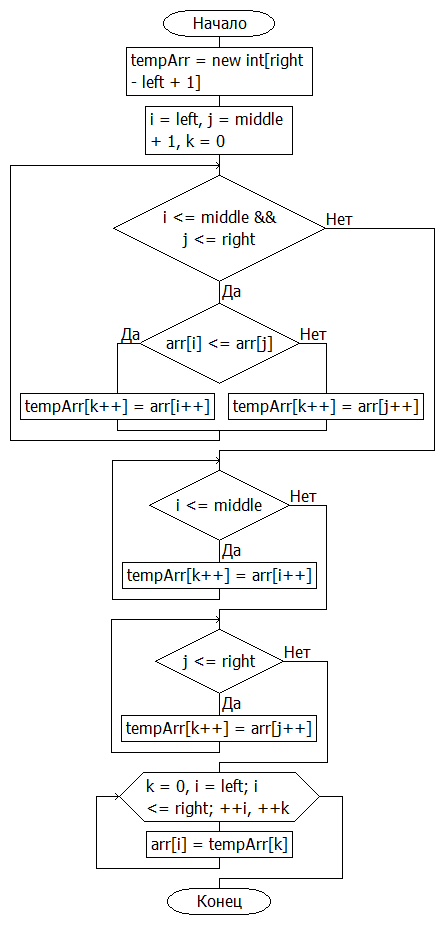 Начало
tempArr = new int[right
- left + 1]
i = left, j = middle
+ 1, k = 0
i <= middle &&
j <= right
Нет
Да
Да
arr[i] <= arr[j]
Нет
tempArr[k++] = arr[i++]
tempArr[k++] = arr[j++]
i <= middle
Нет
Да
tempArr[k++] = arr[i++]
j <= right
Нет
Да
tempArr[k++] = arr[j++]
k = 0, i = left; i
<= right; ++i, ++k
arr[i] = tempArr[k]
Конец